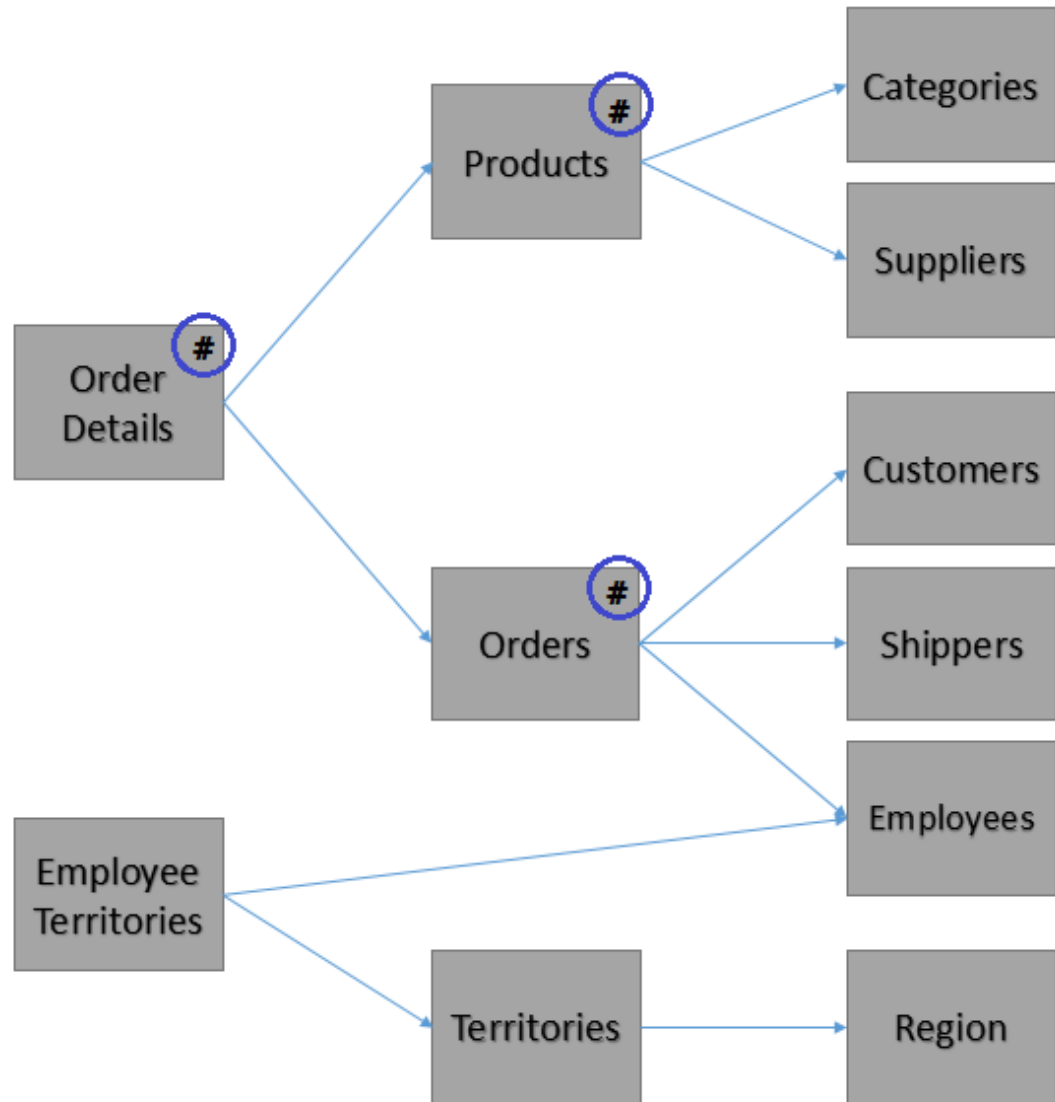 Categories
#
Products
Suppliers
#
Order
Details
Customers
#
Orders
Shippers
Employees
Employee
Territories
Territories
Region